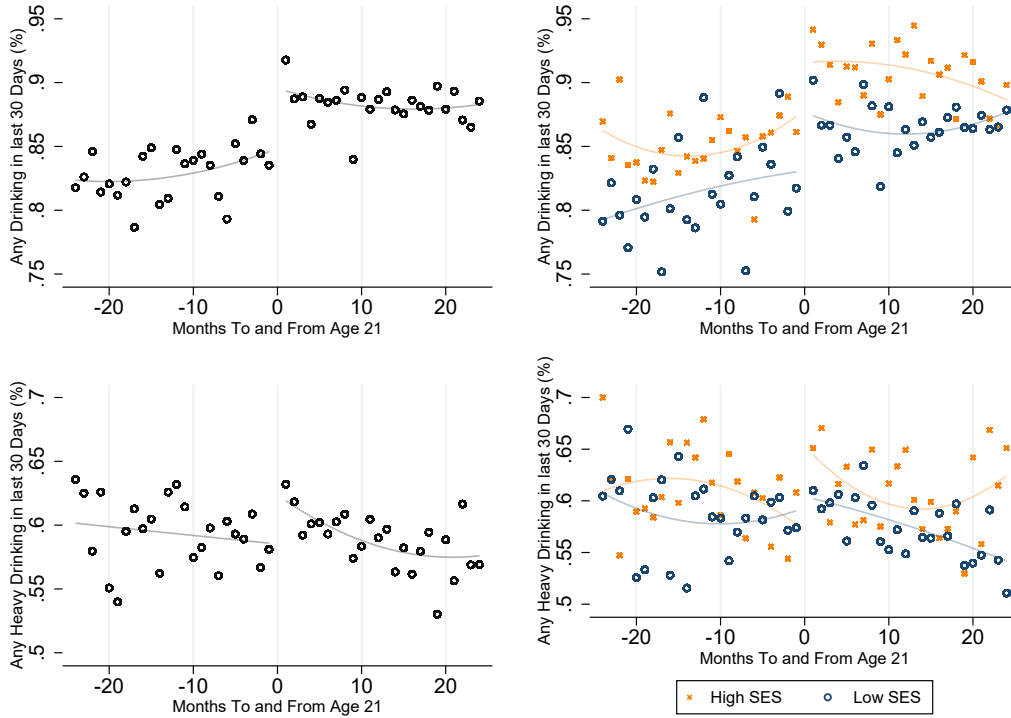 Any Drinking in last 30 Days (%)
.95
.9
.85
.8
.75
-20 -10 0 10 20
Months To and From Age 21
Any Drinking in last 30 Days (%)
.95
.9
.85
.8
.75
-20 -10 0 10 20
Months To and From Age 21
Any Heavy Drinking in last 30 Days (%)
.7
.65
.6
.55
.5
-20 -10 0 10 20
Months To and From Age 21
Any Heavy Drinking in last 30 Days (%)
.7
.65
.6
.55
.5
-20 -10 0 10 20
Months To and From Age 21
High SES Low SES